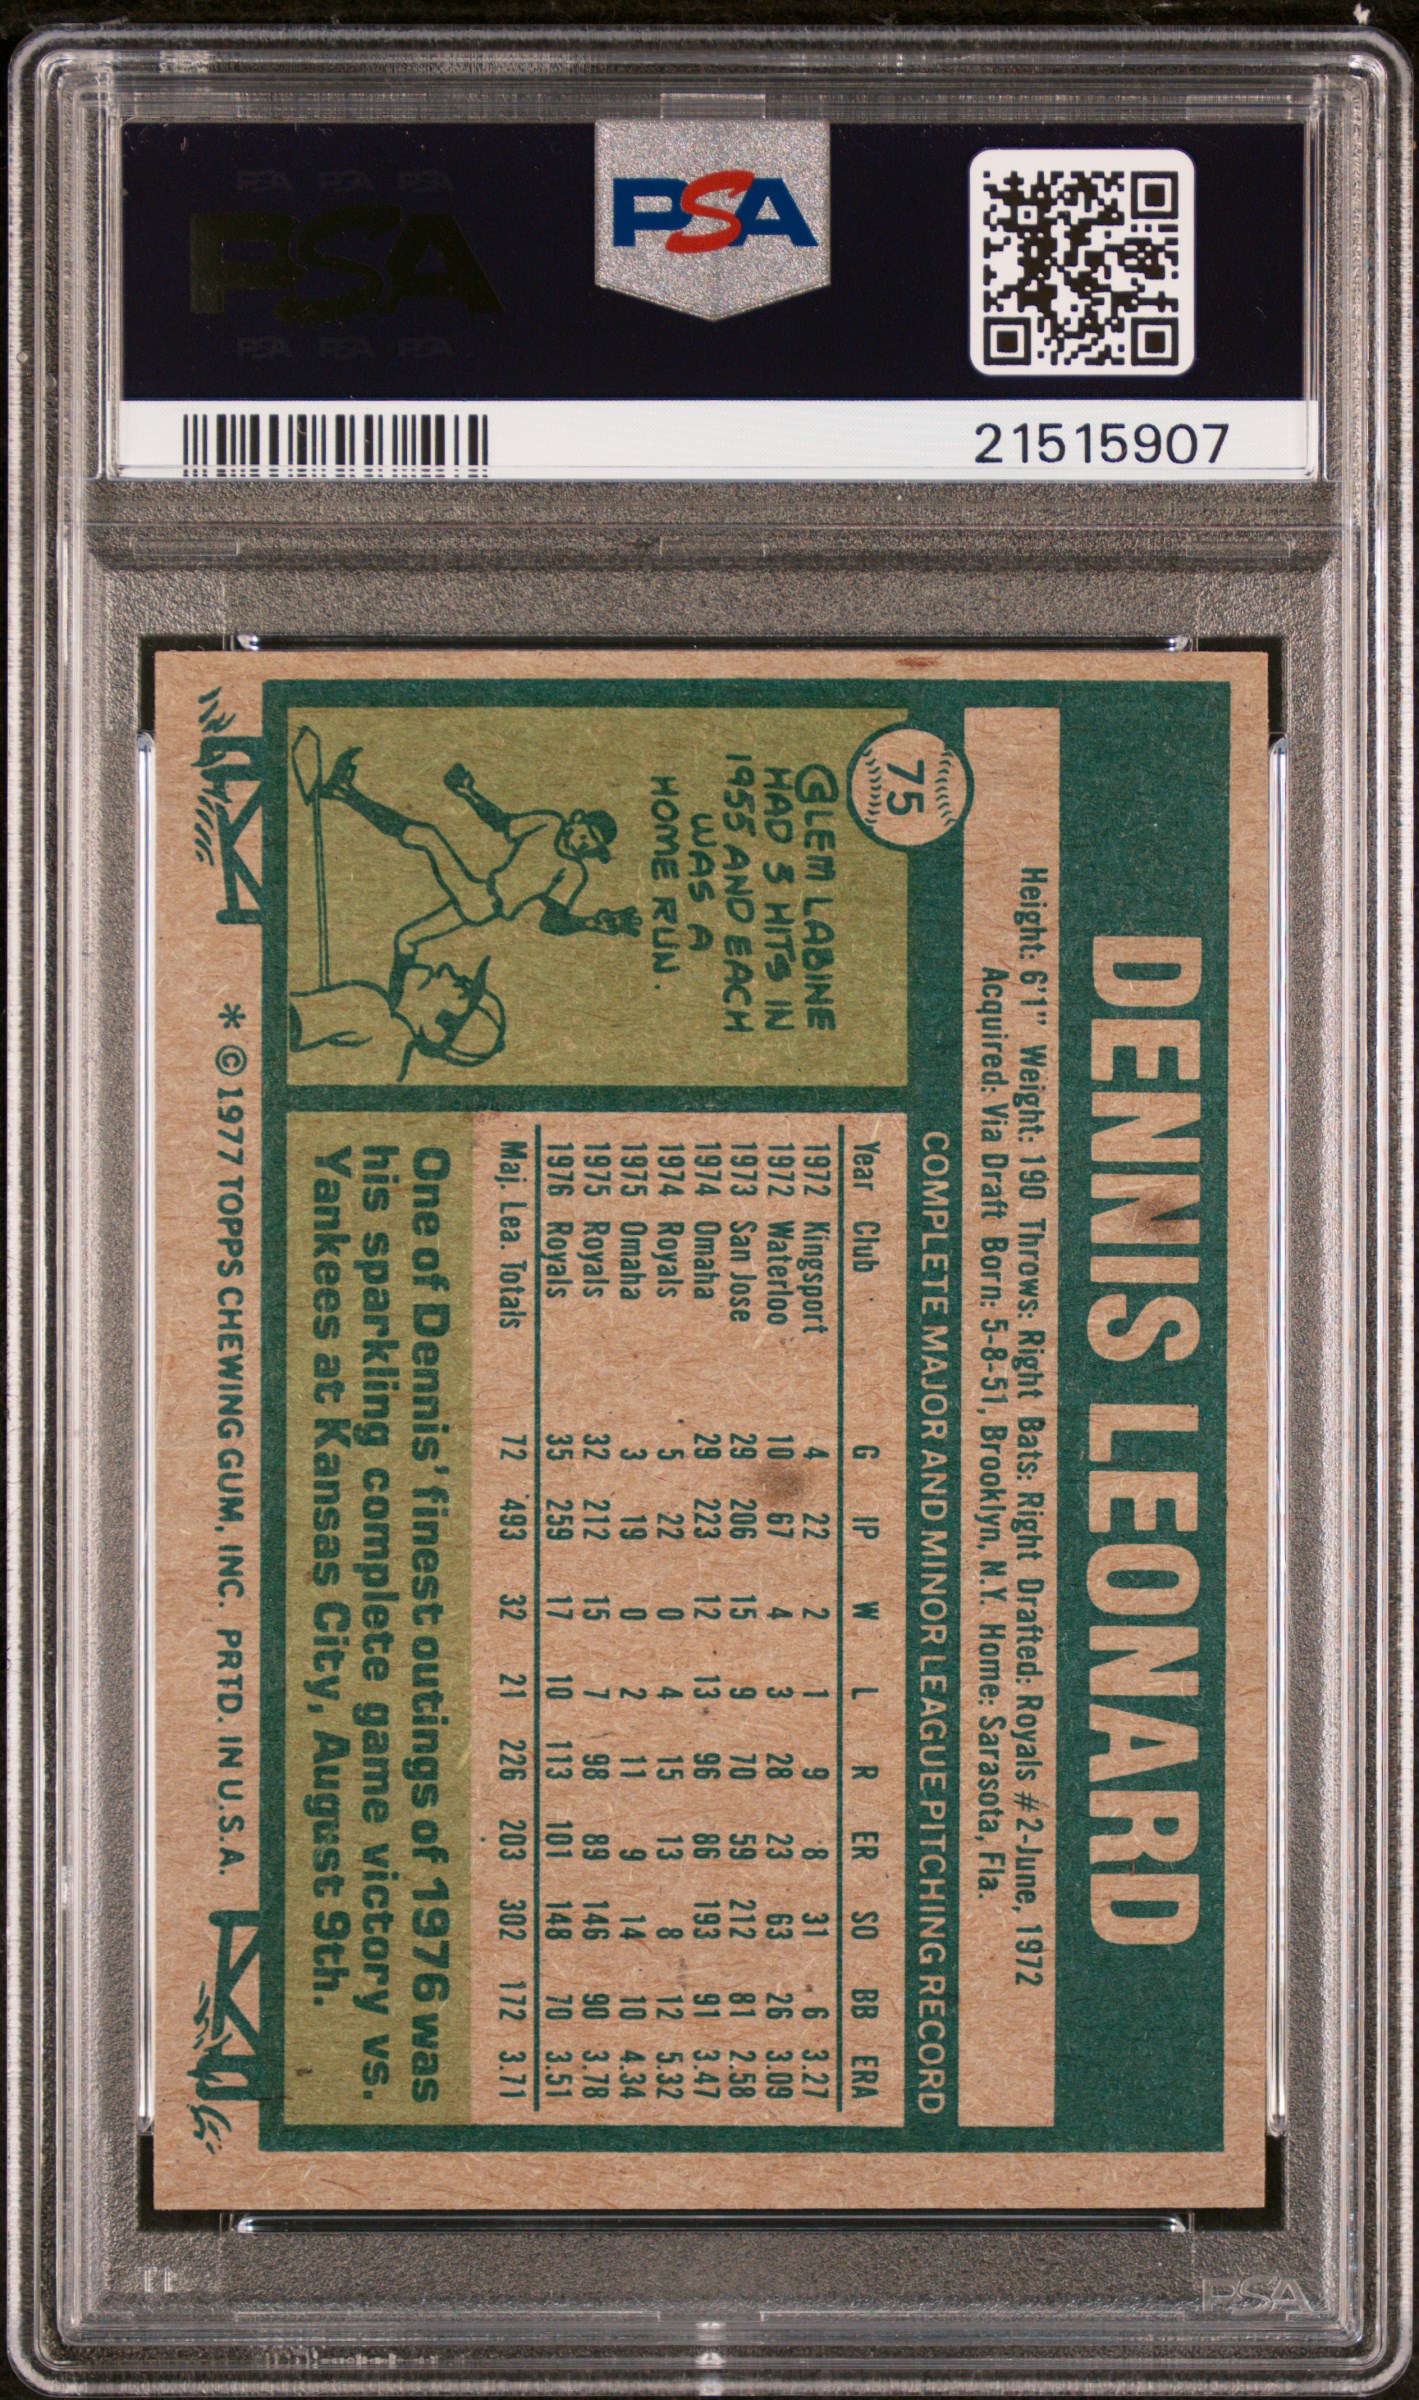 PSA PSA PSA
PSA
PSA PSA PSA
PSA
21515907
DENNIS LEONARD
Height: 6'1" Weight: 190 Throws: Right Bats: Right Drafted: Royals #2-June, 1972
Acquired: Via Draft Born: 5-8-51, Brooklyn, N.Y. Home: Sarasota, Fla.
75
COMPLETE MAJOR AND MINOR LEAGUE PITCHING RECORD
CLEM LABINE
HAD 3 HITS IN
1955 AND EACH
WAS A
HOME RUN.
Year Club G IP W L R ER SO BB ERA
1972 Kingsport 4 22 2 1 9 8 31 6 3.27
1972 Waterloo 10 67 4 3 28 23 63 26 3.09
1973 San Jose 29 206 15 9 70 59 212 81 2.58
1974 Omaha 29 223 12 13 96 86 193 91 3.47
1974 Royals 5 22 0 4 15 13 8 12 5.32
1975 Omaha 3 19 0 2 11 9 14 10 4.34
1975 Royals 32 212 15 7 98 89 146 90 3.78
1976 Royals 35 259 17 10 113 101 148 70 3.51
Maj. Lea. Totals 72 493 32 21 226 203 302 172 3.71
One of Dennis' finest outings of 1976 was
his sparkling complete game victory vs.
Yankees at Kansas City, August 9th.
* © 1977 TOPPS CHEWING GUM, INC. PRTD. IN U.S.A.
PSA